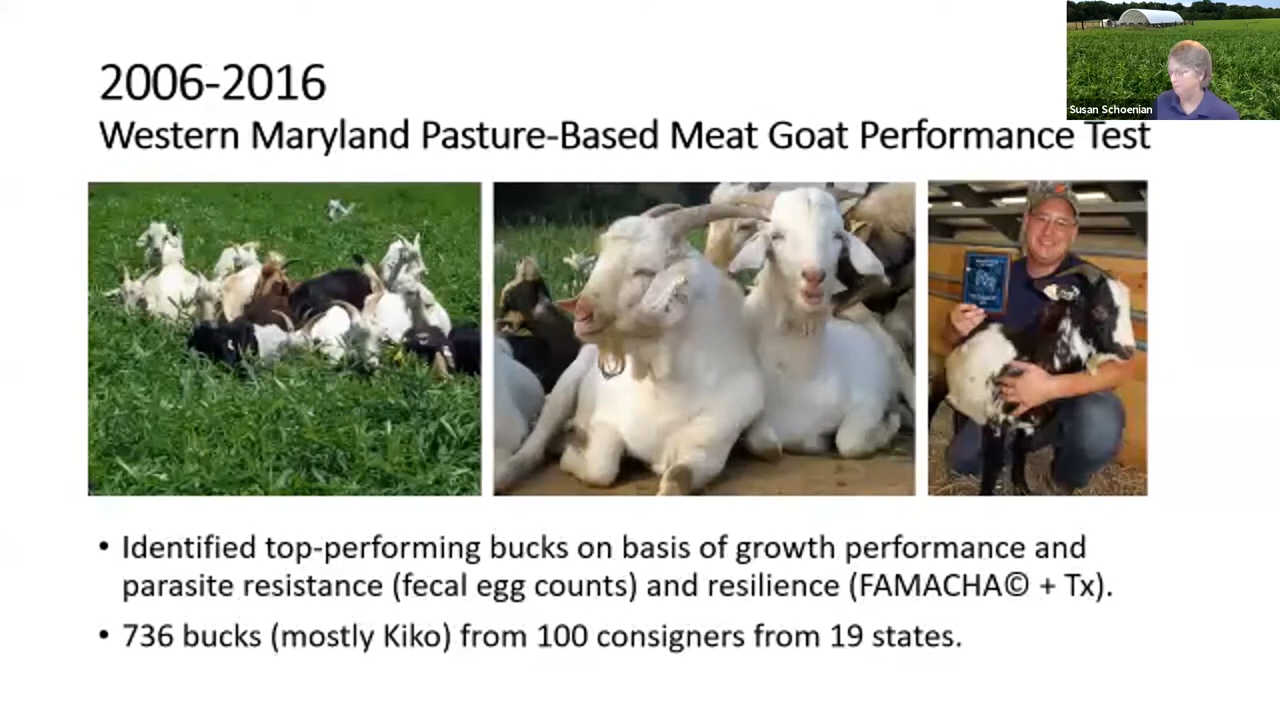 2006-2016
Western Maryland Pasture-Based Meat Goat Performance Test
Susan Schoenian
• Identified top-performing bucks on basis of growth performance and
parasite resistance (fecal egg counts) and resilience (FAMACHA© + Tx).
• 736 bucks (mostly Kiko) from 100 consigners from 19 states.